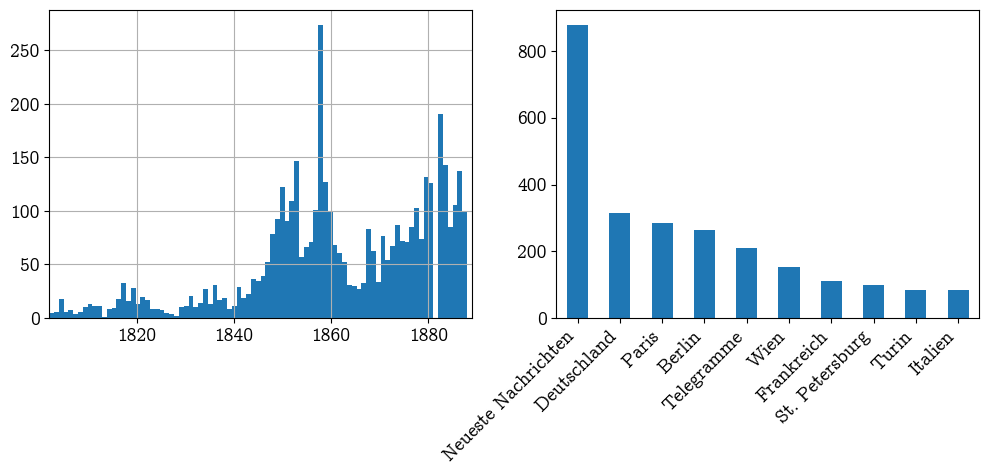 250
200
150
100
50
0
1820 1840 1860 1880
800
600
400
200
0
Neueste Nachrichten
Deutschland
Paris
Berlin
Telegramme
Wien
Frankreich
St. Petersburg
Turin
Italien